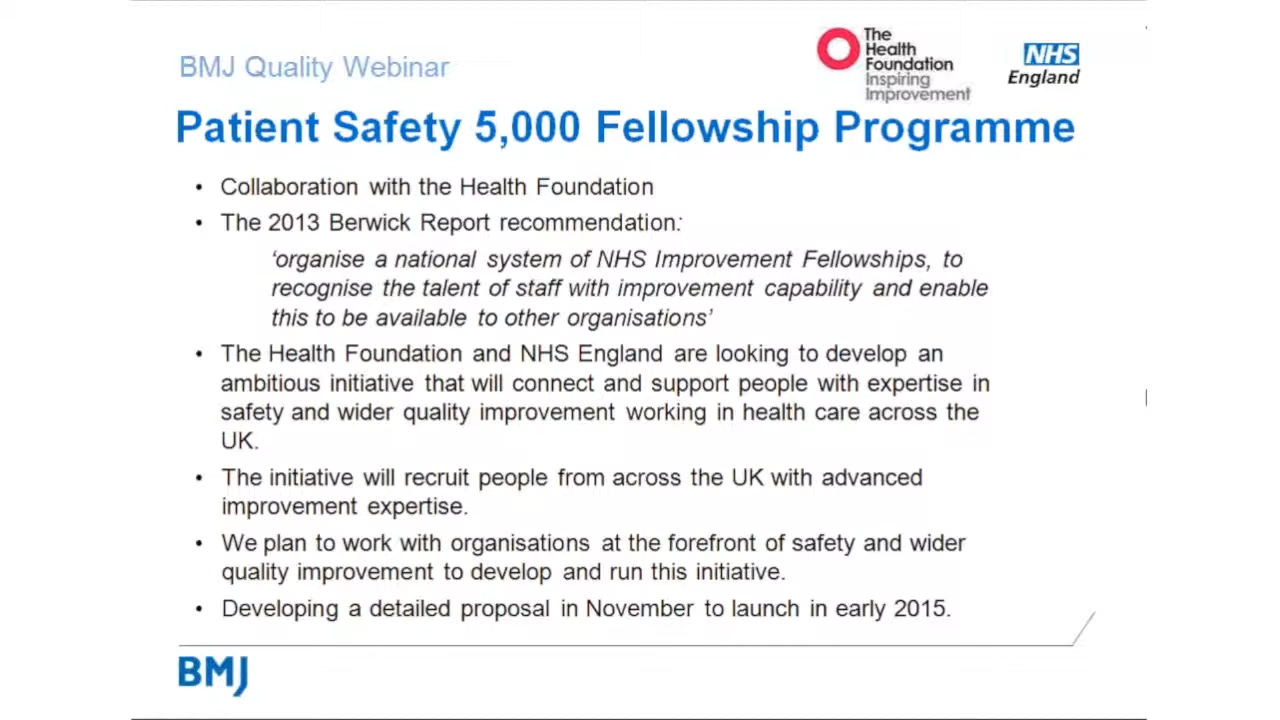 BMJ Quality Webinar
The
Health
Foundation
Inspiring
Improvement
NHS
England
Patient Safety 5,000 Fellowship Programme
• Collaboration with the Health Foundation
• The 2013 Berwick Report recommendation:
‘organise a national system of NHS Improvement Fellowships, to
recognise the talent of staff with improvement capability and enable
this to be available to other organisations’
• The Health Foundation and NHS England are looking to develop an
ambitious initiative that will connect and support people with expertise in
safety and wider quality improvement working in health care across the
UK.
• The initiative will recruit people from across the UK with advanced
improvement expertise.
• We plan to work with organisations at the forefront of safety and wider
quality improvement to develop and run this initiative.
• Developing a detailed proposal in November to launch in early 2015.
BMJ